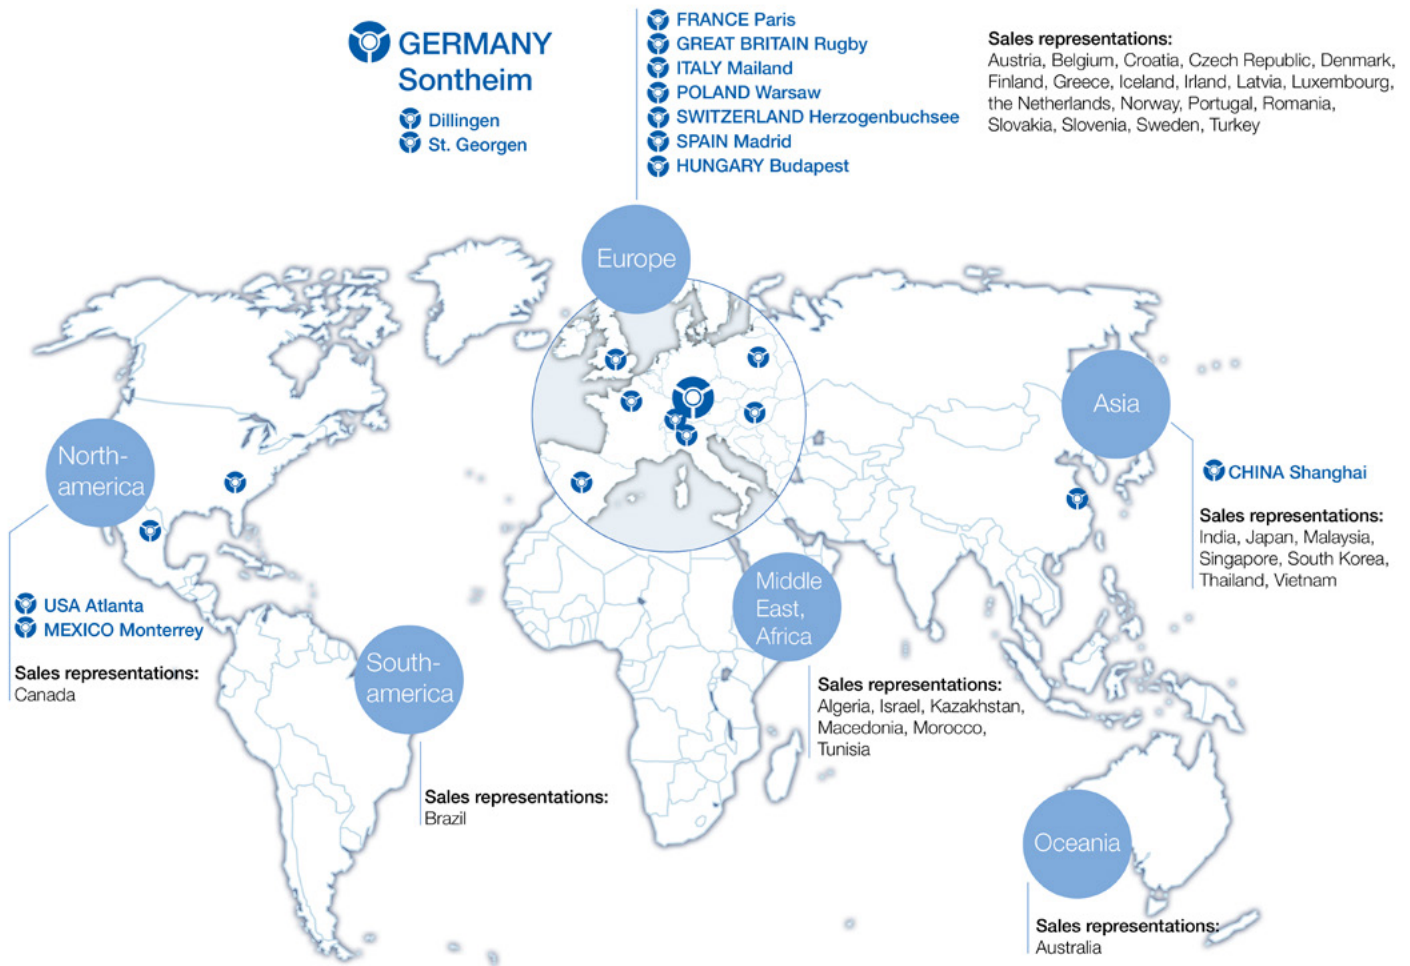 GERMANY
Sontheim
Dillingen
St. Georgen
FRANCE Paris
GREAT BRITAIN Rugby
ITALY Mailand
POLAND Warsaw
SWITZERLAND Herzogenbuchsee
SPAIN Madrid
HUNGARY Budapest
Sales representations:
Austria, Belgium, Croatia, Czech Republic, Denmark,
Finland, Greece, Iceland, Irland, Latvia, Luxembourg,
the Netherlands, Norway, Portugal, Romania,
Slovakia, Slovenia, Sweden, Turkey
Europe
Asia
CHINA Shanghai
Sales representations:
India, Japan, Malaysia,
Singapore, South Korea,
Thailand, Vietnam
North-
america
USA Atlanta
MEXICO Monterrey
Sales representations:
Canada
South-
america
Sales representations:
Brazil
Middle
East,
Africa
Sales representations:
Algeria, Israel, Kazakhstan,
Macedonia, Morocco,
Tunisia
Oceania
Sales representations:
Australia